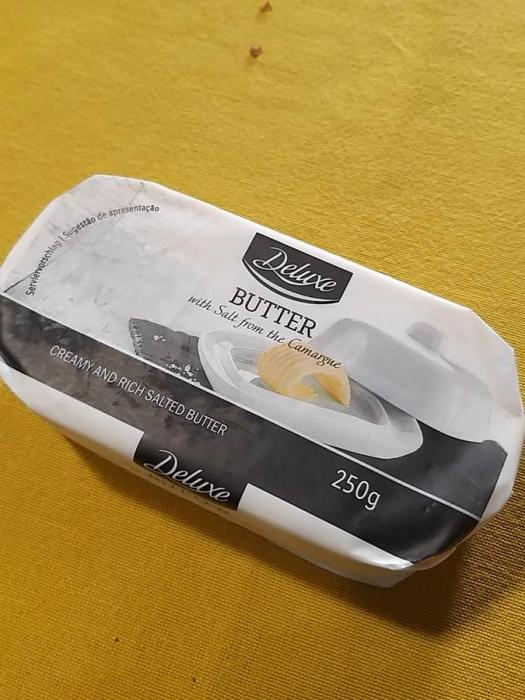 Serviervorschlag | Sugestão de apresentação
Deluxe
BUTTER
with Salt from the Camargue
CREAMY AND RICH SALTED BUTTER
Deluxe
250g